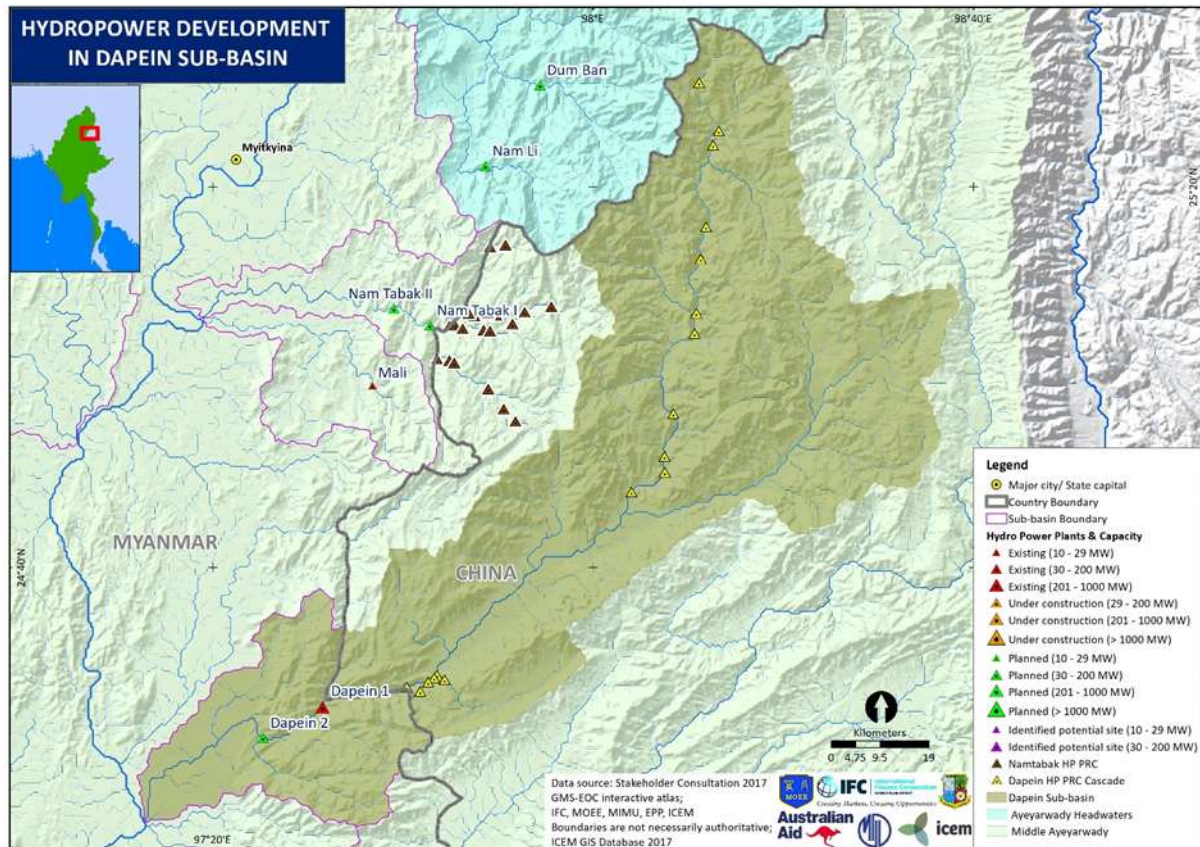 HYDROPOWER DEVELOPMENT
IN DAPEIN SUB-BASIN
98°E
98°40'E
Dum Ban
Myitkyina
Nam Li
25°20'N
Nam Tabak II
Nam Tabak I
Mali
MYANMAR
24°40'N
CHINA
Dapein 1
Dapein 2
97°20'E
Kilometers
0 4.75 9.5 19
Legend
Major city/ State capital
Country Boundary
Sub-basin Boundary
Hydro Power Plants & Capacity
Existing (10 - 29 MW)
Existing (30 - 200 MW)
Existing (201 - 1000 MW)
Under construction (29 - 200 MW)
Under construction (201 - 1000 MW)
Under construction (> 1000 MW)
Planned (10 - 29 MW)
Planned (30 - 200 MW)
Planned (201 - 1000 MW)
Planned (> 1000 MW)
Identified potential site (10 - 29 MW)
Identified potential site (30 - 200 MW)
Namtabak HP PRC
Dapein HP PRC Cascade
Dapein Sub-basin
Ayeyarwady Headwaters
Middle Ayeyarwady
Data source: Stakeholder Consultation 2017
GMS-EOC interactive atlas;
IFC, MOEE, MIMU, EPP, ICEM
Boundaries are not necessarily authoritative;
ICEM GIS Database 2017
MOEE
IFC
International
Finance Corporation
Creating Markets, Creating Opportunities
Australian
Aid
icem